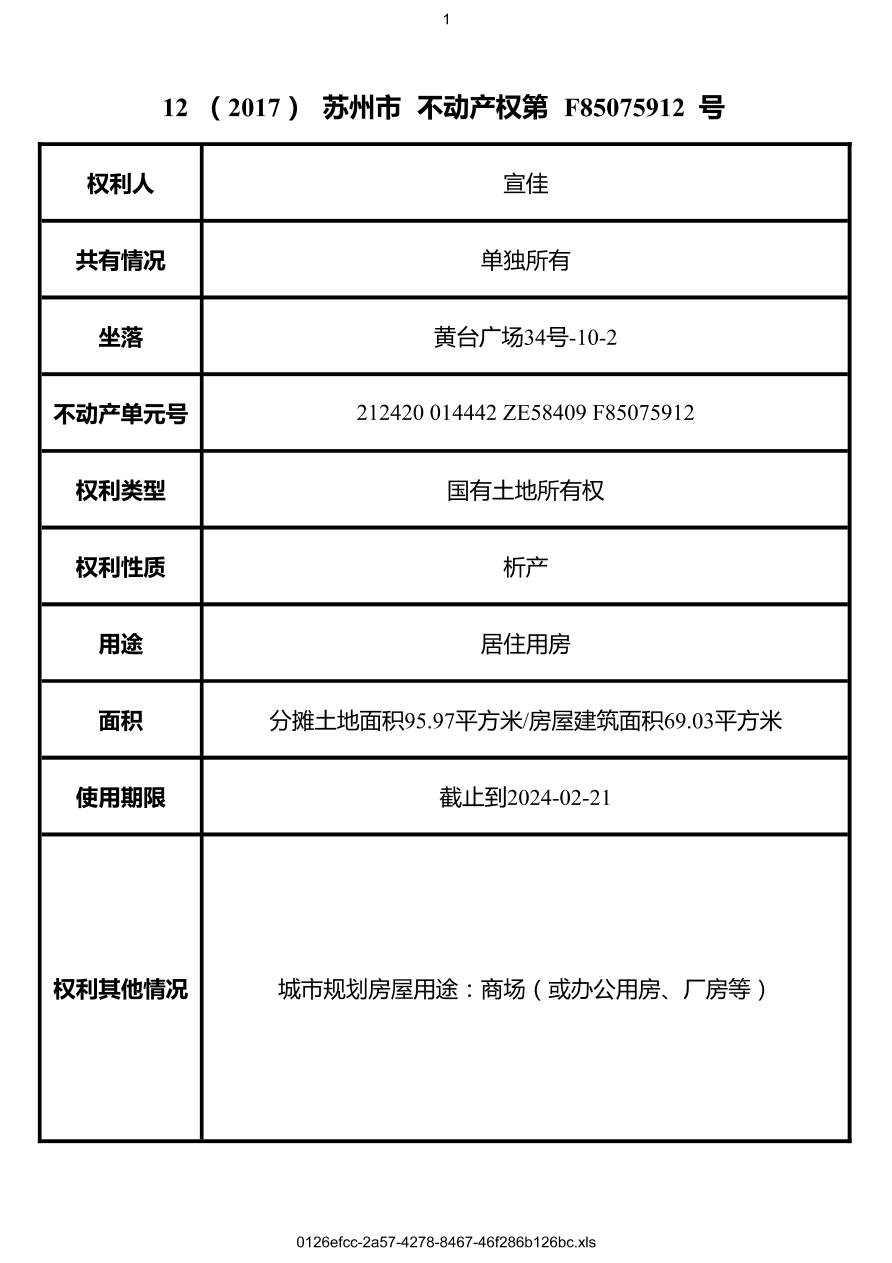 1
12 （2017） 苏州市 不动产权第 F85075912 号
权利人 宣佳
共有情况 单独所有
坐落 黄台广场34号-10-2
不动产单元号 212420 014442 ZE58409 F85075912
权利类型 国有土地所有权
权利性质 析产
用途 居住用房
面积 分摊土地面积95.97平方米/房屋建筑面积69.03平方米
使用期限 截止到2024-02-21
权利其他情况 城市规划房屋用途：商场（或办公用房、厂房等）
0126efcc-2a57-4278-8467-46f286b126bc.xls